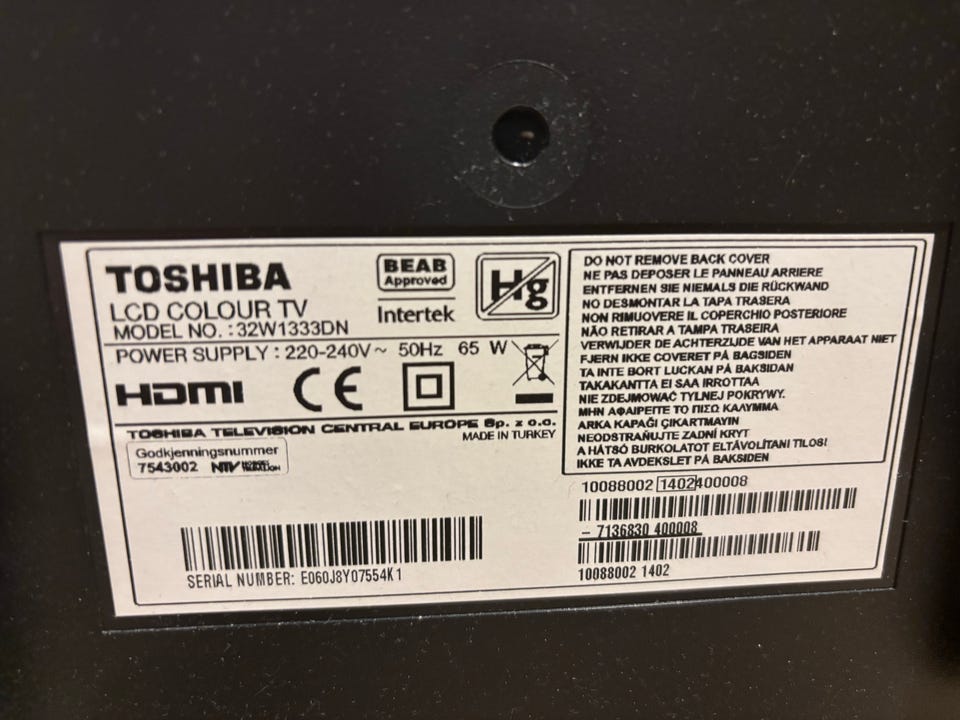 TOSHIBA
LCD COLOUR TV
MODEL NO. :32W1333DN
BEAB
Approved
Intertek
Hg
POWER SUPPLY : 220-240V~ 50Hz 65 W
HDMI CE
TOSHIBA TELEVISION CENTRAL EUROPE Sp. z o.o.
MADE IN TURKEY
Godkjenningsnummer
7543002 NTV
SERIAL NUMBER: E060J8Y07554K1
DO NOT REMOVE BACK COVER
NE PAS DEPOSER LE PANNEAU ARRIERE
ENTFERNEN SIE NIEMALS DIE RÜCKWAND
NO DESMONTAR LA TAPA TRASERA
NON RIMUOVERE IL COPERCHIO POSTERIORE
NÃO RETIRAR A TAMPA TRASEIRA
VERWIJDER DE ACHTERZIJDE VAN HET APPARAAT NIET
FJERN IKKE COVERET PÅ BAGSIDEN
TA INTE BORT LUCKAN PÅ BAKSIDAN
TAKAKANTTA EI SAA IRROTTAA
NIE ZDEJMOWAĆ TYLNEJ POKRYWY.
ΜΗΝ ΑΦΑΙΡΕΙΤΕ ΤΟ ΠΙΣΩ ΚΑΛΥΜΜΑ
ARKA KAPAĞI ÇIKARTMAYIN
NEODSTRAŇUJTE ZADNÍ KRYT
A HÁTSÓ BURKOLATOT ELTÁVOLÍTANI TILOS!
IKKE TA AVDEKSLET PÅ BAKSIDEN
10088002 1402400008
- 7136830 400008
10088002 1402